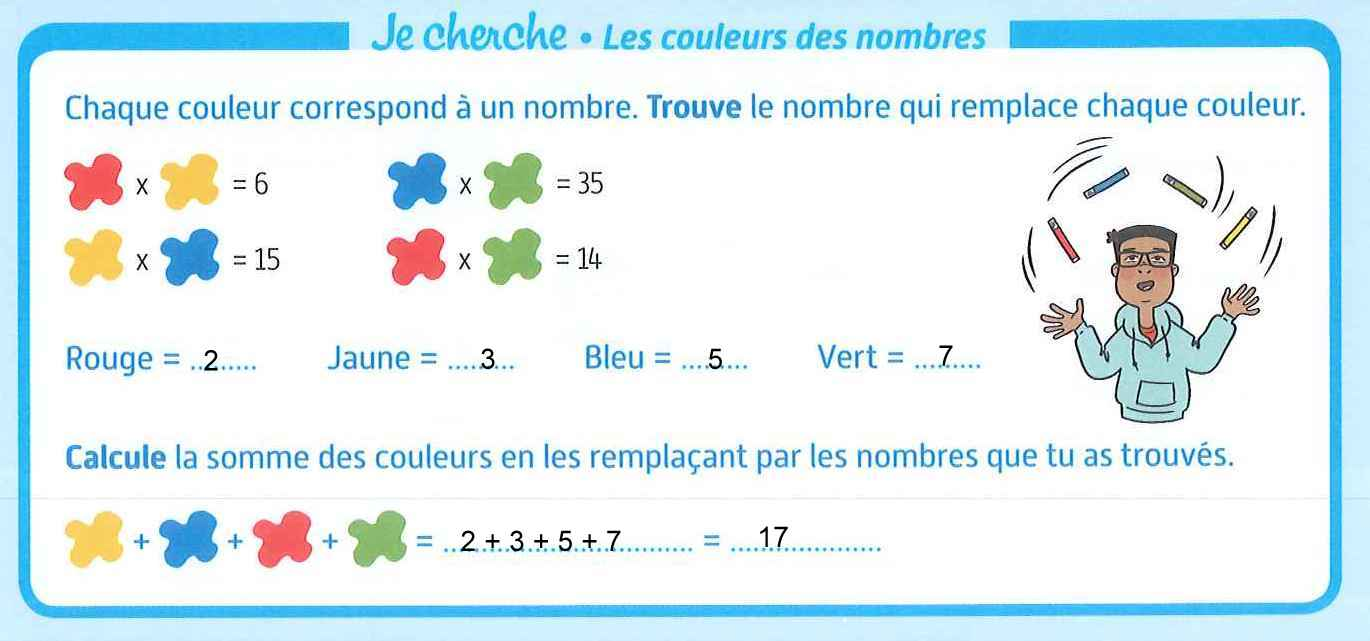 Je cherche • Les couleurs des nombres
Chaque couleur correspond à un nombre. Trouve le nombre qui remplace chaque couleur.
x = 6 x = 35
x = 15 x = 14
Rouge = ..2..... Jaune = .....3... Bleu = ....5.... Vert = ....7.....
Calcule la somme des couleurs en les remplaçant par les nombres que tu as trouvés.
+ + + = ..2 + 3 + 5 + 7......... = ....17............